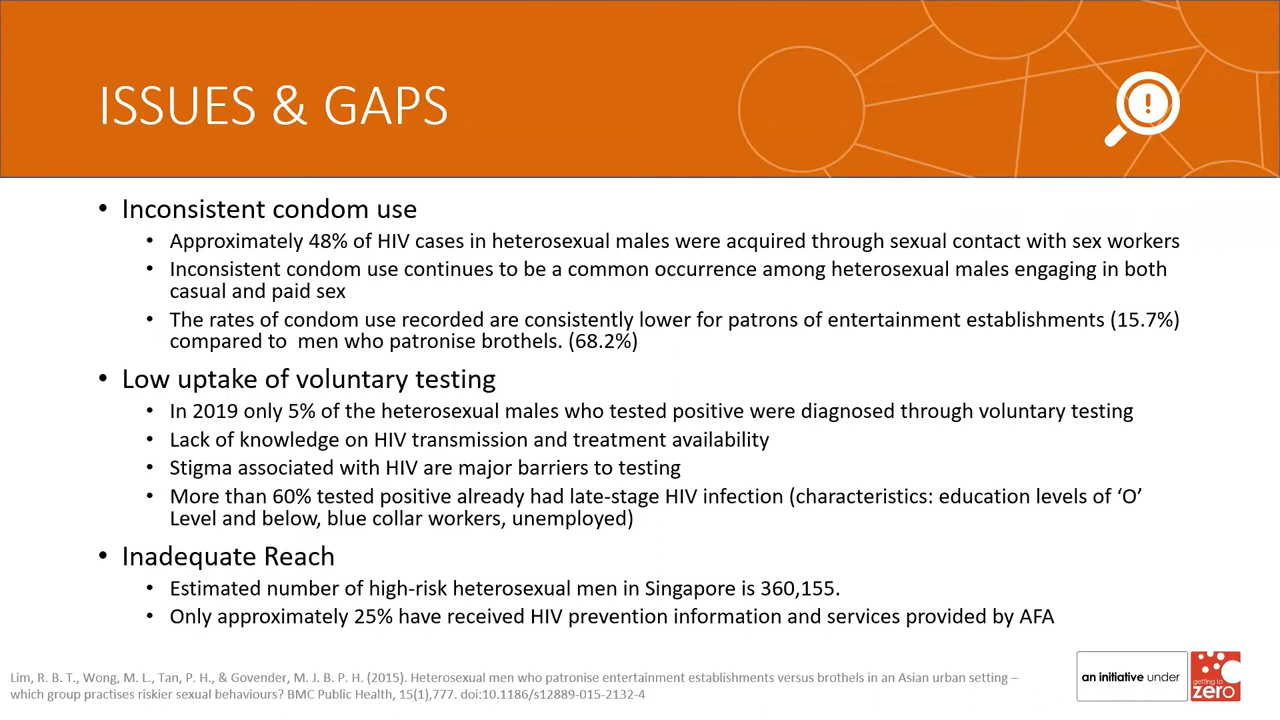 ISSUES & GAPS
• Inconsistent condom use
• Approximately 48% of HIV cases in heterosexual males were acquired through sexual contact with sex workers
• Inconsistent condom use continues to be a common occurrence among heterosexual males engaging in both
casual and paid sex
• The rates of condom use recorded are consistently lower for patrons of entertainment establishments (15.7%)
compared to  men who patronise brothels. (68.2%)
• Low uptake of voluntary testing
• In 2019 only 5% of the heterosexual males who tested positive were diagnosed through voluntary testing
• Lack of knowledge on HIV transmission and treatment availability
• Stigma associated with HIV are major barriers to testing
• More than 60% tested positive already had late-stage HIV infection (characteristics: education levels of ‘O’
Level and below, blue collar workers, unemployed)
• Inadequate Reach
• Estimated number of high-risk heterosexual men in Singapore is 360,155.
• Only approximately 25% have received HIV prevention information and services provided by AFA
Lim, R. B. T., Wong, M. L., Tan, P. H., & Govender, M. J. B. P. H. (2015). Heterosexual men who patronise entertainment establishments versus brothels in an Asian urban setting –
which group practises riskier sexual behaviours? BMC Public Health, 15(1),777. doi:10.1186/s12889-015-2132-4
an initiative under
getting to
zero